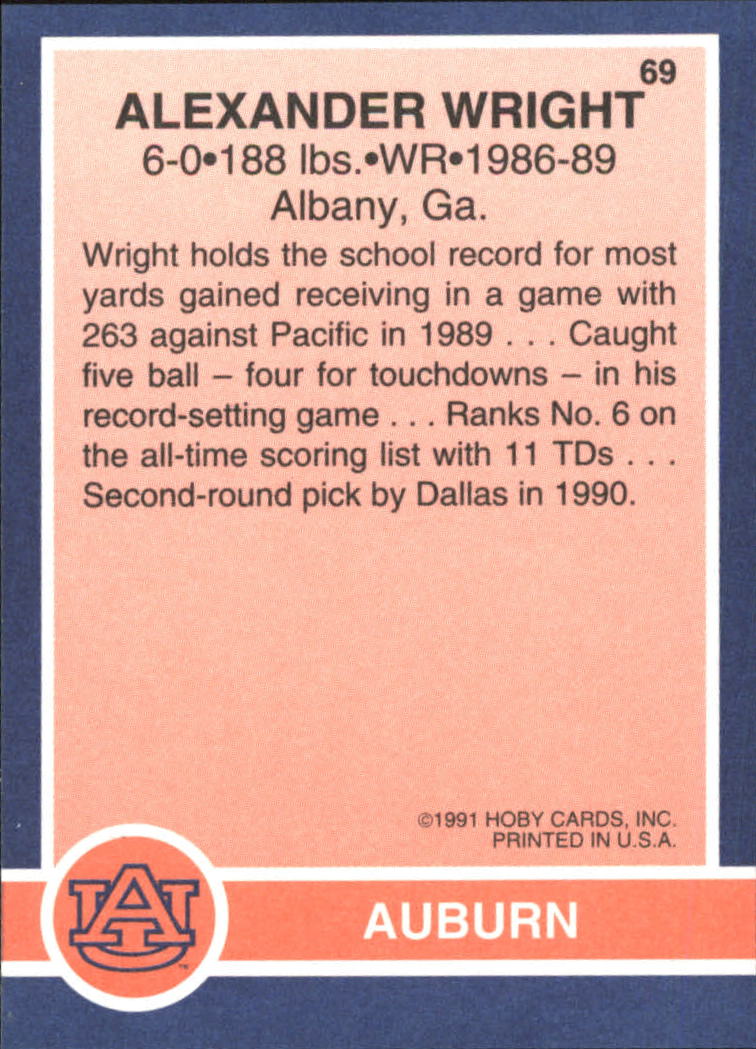 69
ALEXANDER WRIGHT
6-0•188 lbs.•WR•1986-89
Albany, Ga.
Wright holds the school record for most
yards gained receiving in a game with
263 against Pacific in 1989 . . . Caught
five ball – four for touchdowns – in his
record-setting game . . . Ranks No. 6 on
the all-time scoring list with 11 TDs . . .
Second-round pick by Dallas in 1990.
©1991 HOBY CARDS, INC.
PRINTED IN U.S.A.
AU
™
AUBURN